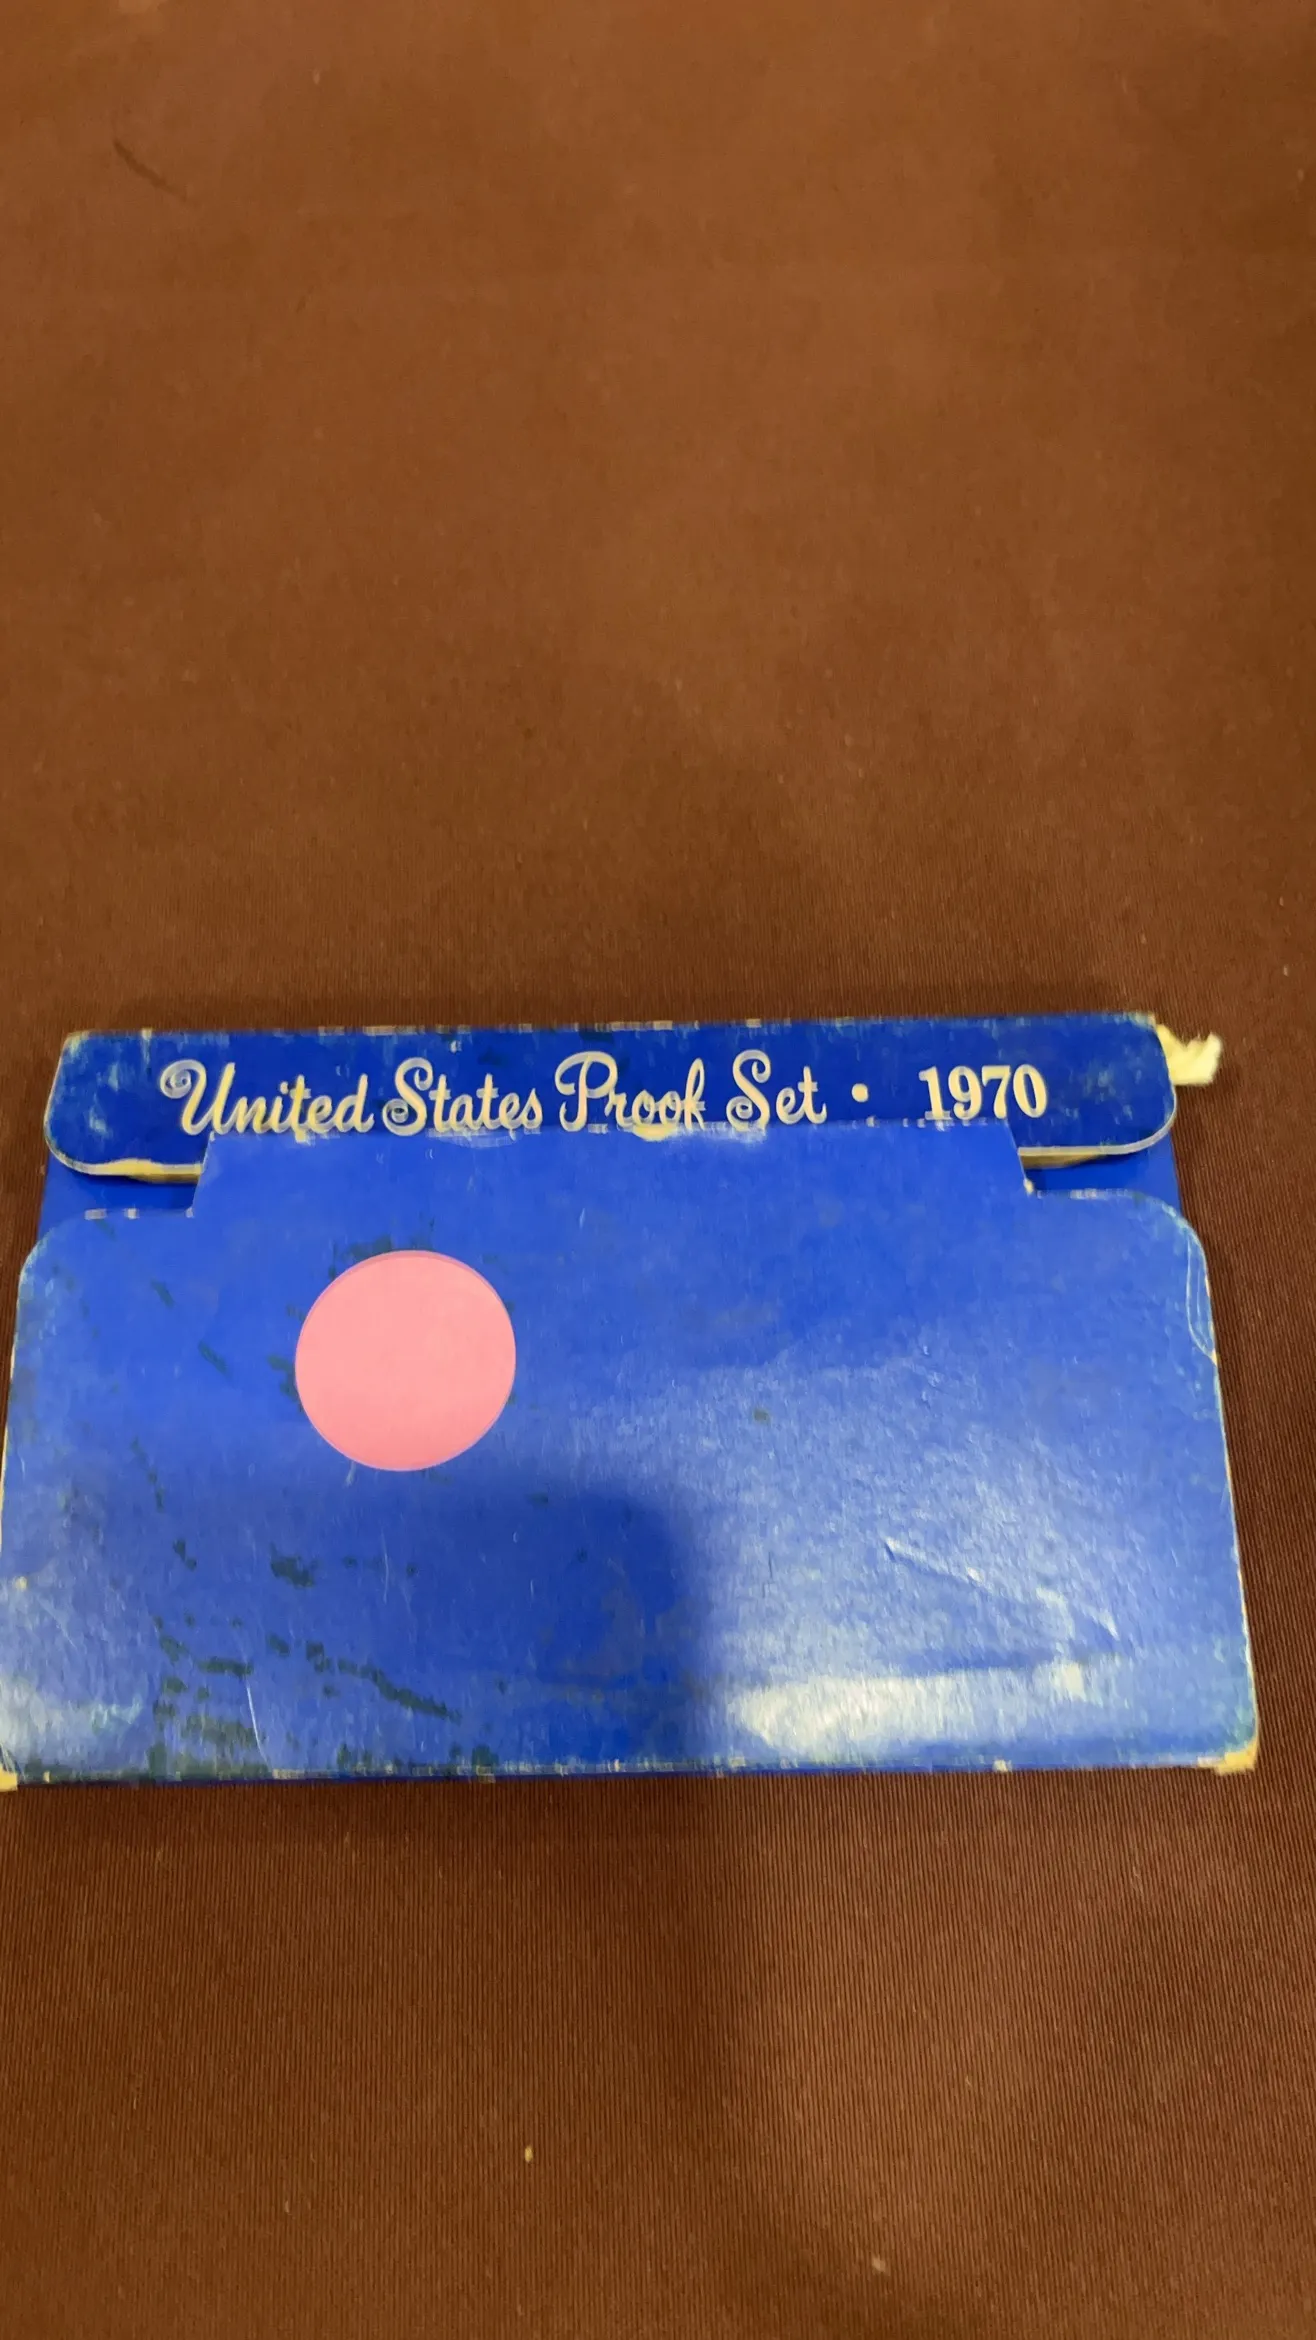 United States Proof Set • 1970